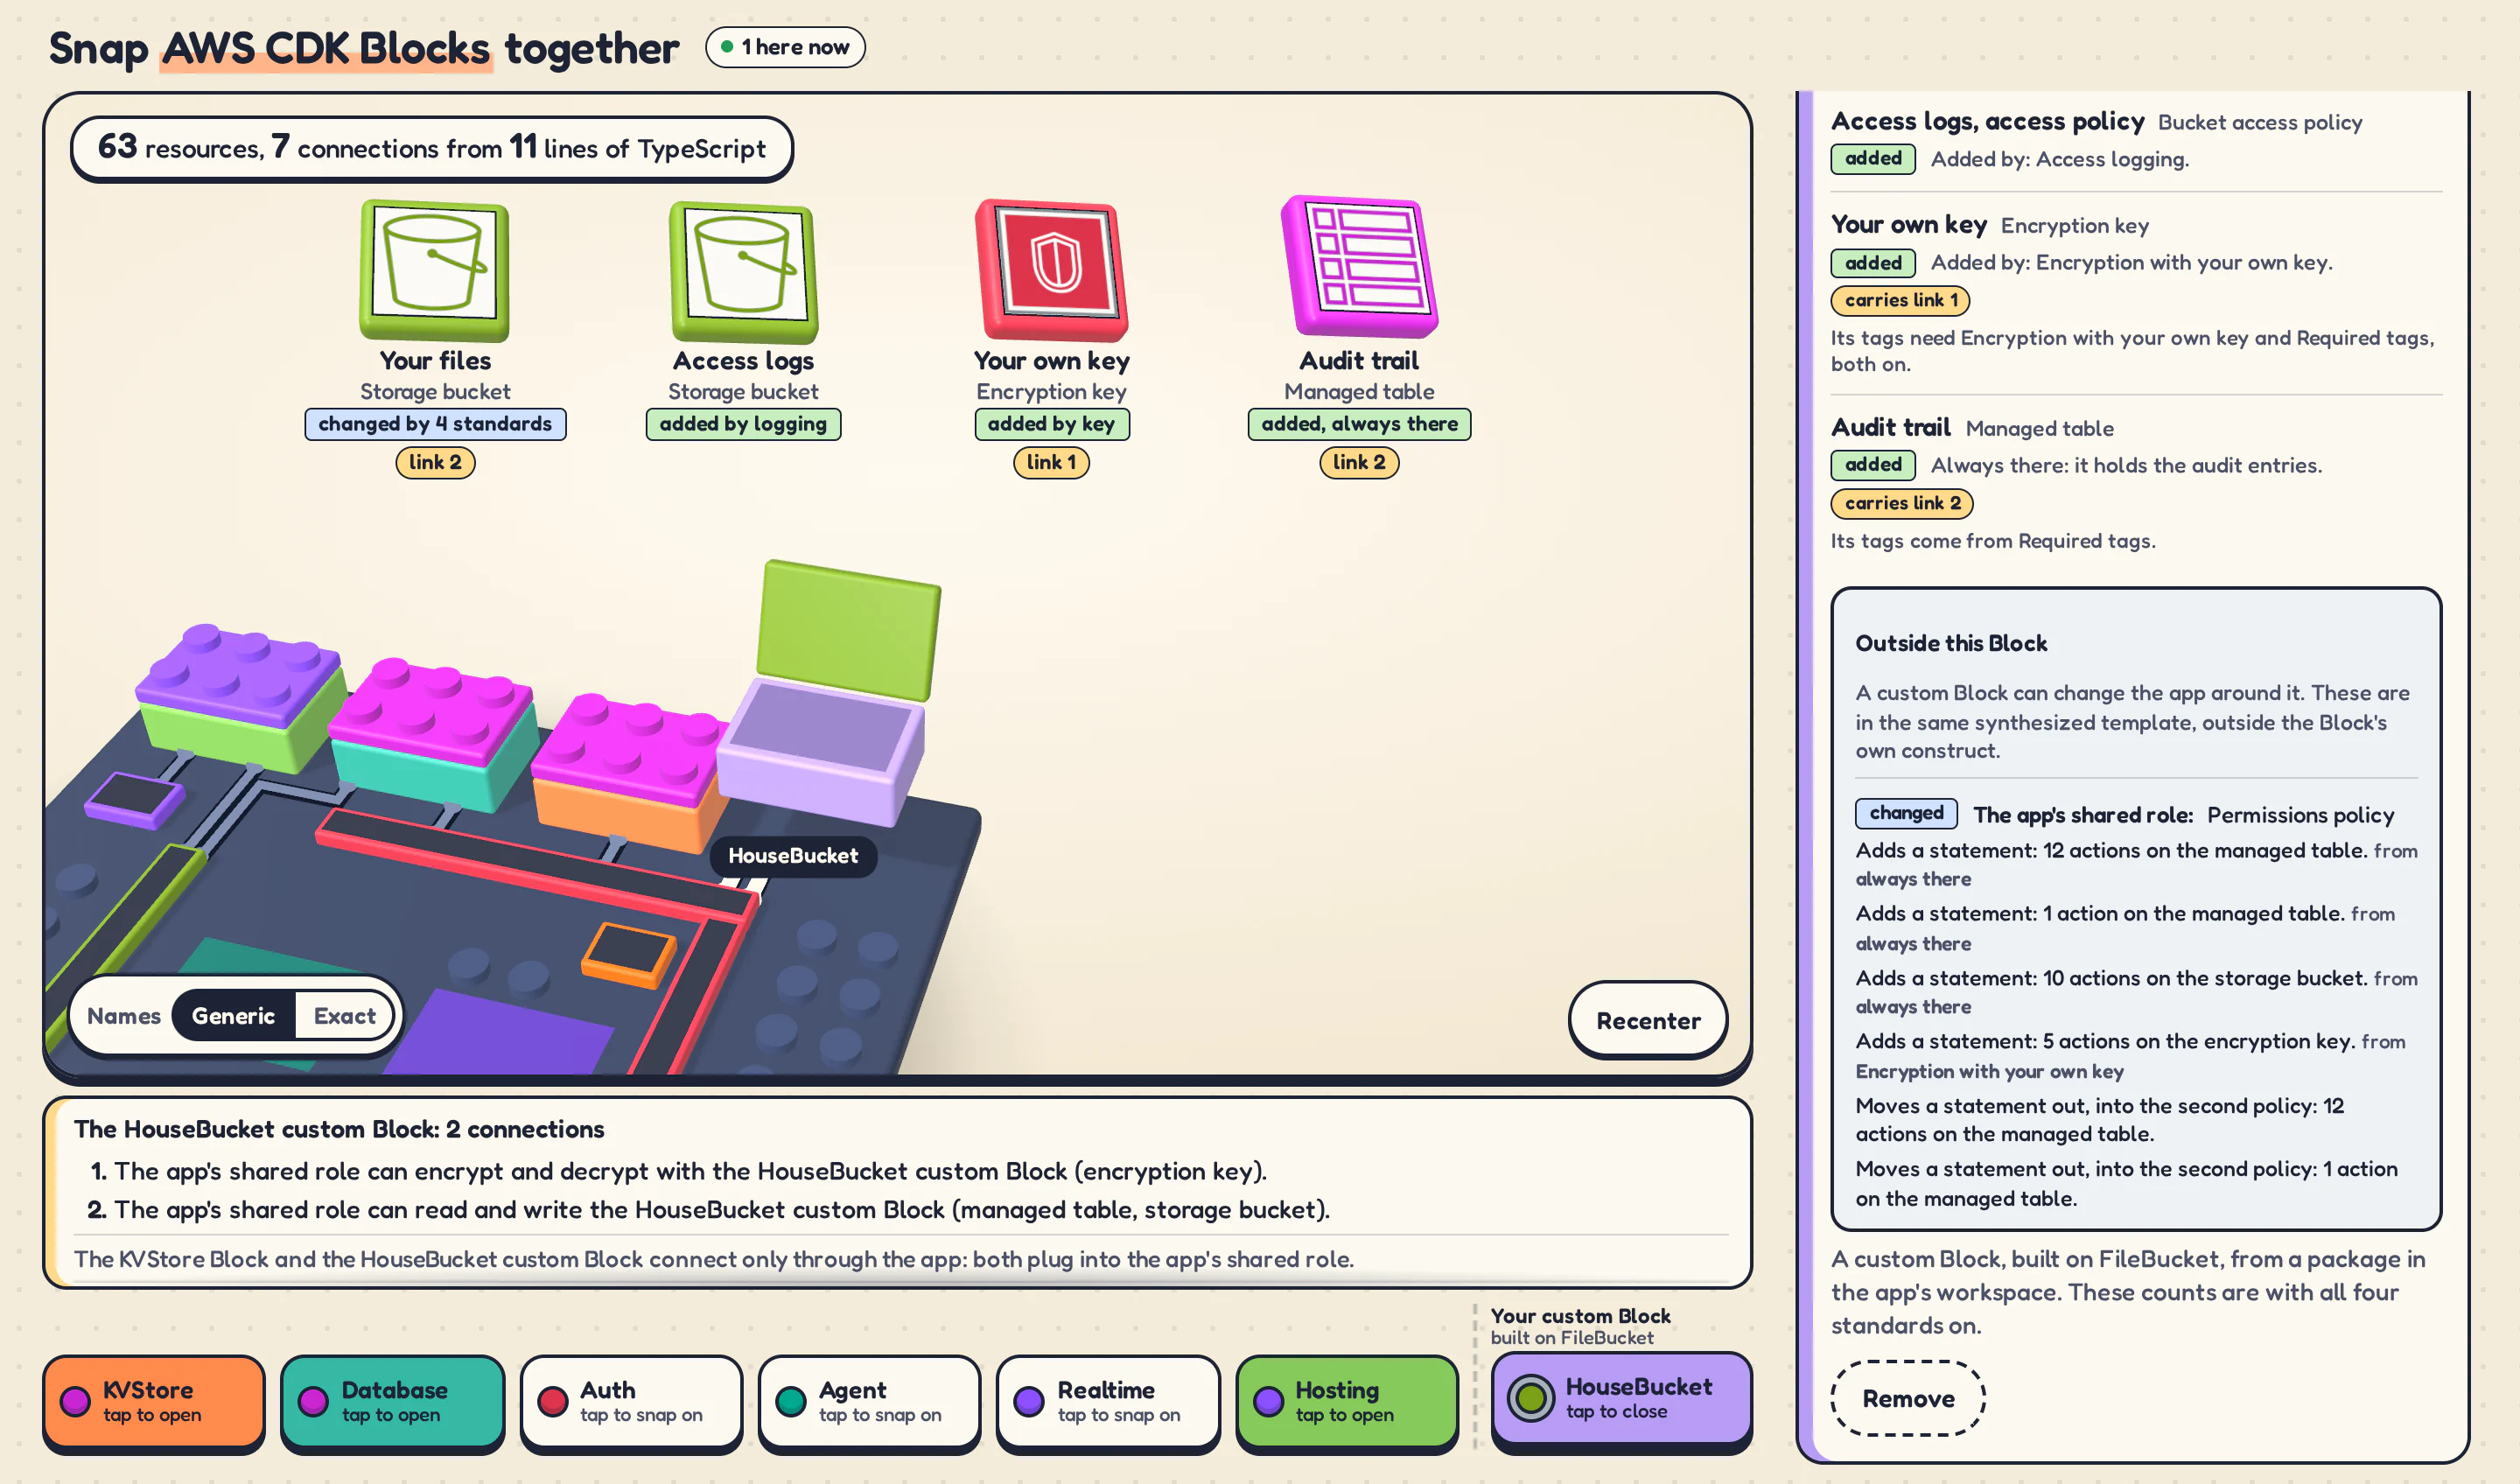 Snap AWS CDK Blocks together
1 here now
63 resources, 7 connections from 11 lines of TypeScript
Your files
Storage bucket
changed by 4 standards
link 2
Access logs
Storage bucket
added by logging
Your own key
Encryption key
added by key
link 1
Audit trail
Managed table
added, always there
link 2
HouseBucket
Names Generic Exact
Recenter
The HouseBucket custom Block: 2 connections
1. The app's shared role can encrypt and decrypt with the HouseBucket custom Block (encryption key).
2. The app's shared role can read and write the HouseBucket custom Block (managed table, storage bucket).
The KVStore Block and the HouseBucket custom Block connect only through the app: both plug into the app's shared role.
KVStore
tap to open
Database
tap to open
Auth
tap to snap on
Agent
tap to snap on
Realtime
tap to snap on
Hosting
tap to open
Your custom Block
built on FileBucket
HouseBucket
tap to close
Access logs, access policy Bucket access policy
added Added by: Access logging.
Your own key Encryption key
added Added by: Encryption with your own key.
carries link 1
Its tags need Encryption with your own key and Required tags,
both on.
Audit trail Managed table
added Always there: it holds the audit entries.
carries link 2
Its tags come from Required tags.
Outside this Block
A custom Block can change the app around it. These are
in the same synthesized template, outside the Block's
own construct.
changed The app's shared role: Permissions policy
Adds a statement: 12 actions on the managed table. from
always there
Adds a statement: 1 action on the managed table. from
always there
Adds a statement: 10 actions on the storage bucket. from
always there
Adds a statement: 5 actions on the encryption key. from
Encryption with your own key
Moves a statement out, into the second policy: 12
actions on the managed table.
Moves a statement out, into the second policy: 1 action
on the managed table.
A custom Block, built on FileBucket, from a package in
the app's workspace. These counts are with all four
standards on.
Remove